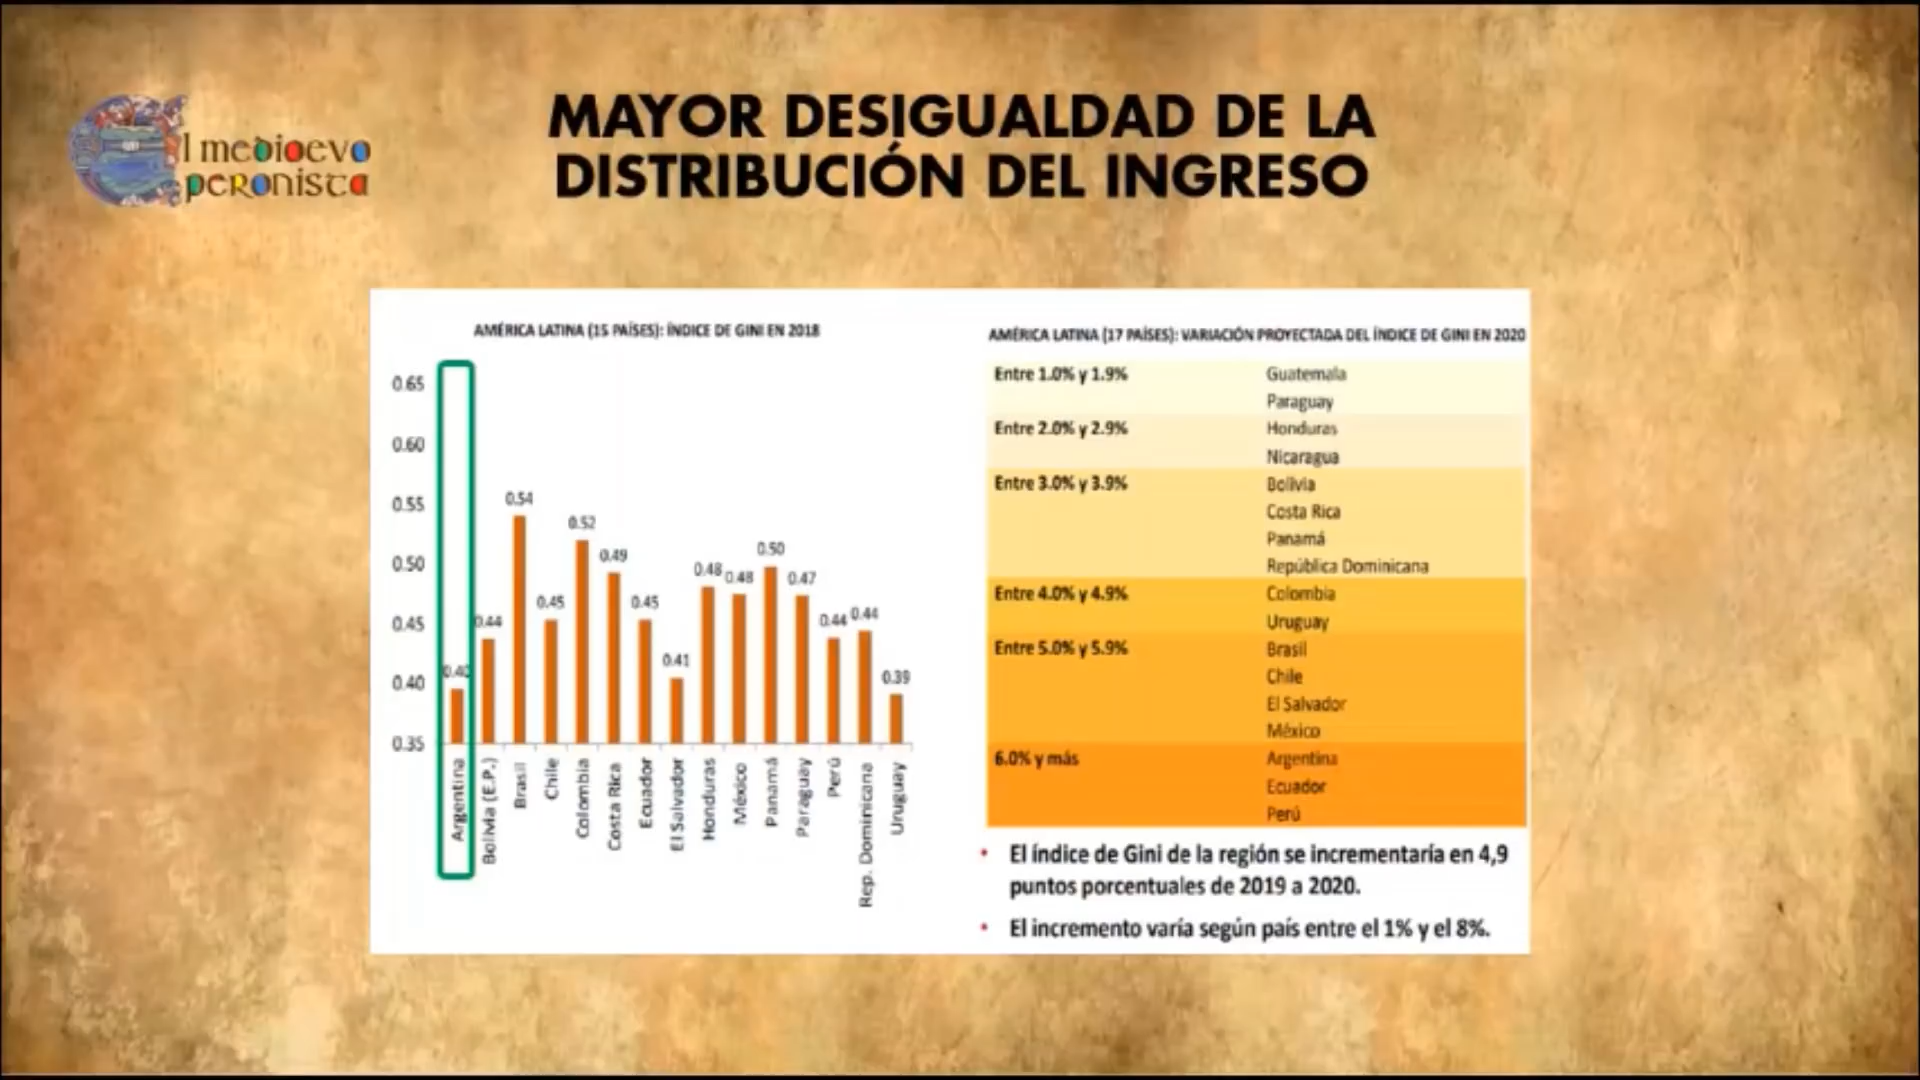 El medioevo
peronista
MAYOR DESIGUALDAD DE LA
DISTRIBUCIÓN DEL INGRESO
AMÉRICA LATINA (15 PAÍSES): ÍNDICE DE GINI EN 2018
0.65
0.60
0.55
0.50
0.45
0.40
0.35
0.40
0.44
0.54
0.45
0.52
0.49
0.45
0.41
0.48
0.48
0.50
0.47
0.44
0.44
0.39
Argentina
Bolivia (E.P.)
Brasil
Chile
Colombia
Costa Rica
Ecuador
El Salvador
Honduras
México
Panamá
Paraguay
Perú
Rep. Dominicana
Uruguay
AMÉRICA LATINA (17 PAÍSES): VARIACIÓN PROYECTADA DEL ÍNDICE DE GINI EN 2020
Entre 1.0% y 1.9% Guatemala
Paraguay
Entre 2.0% y 2.9% Honduras
Nicaragua
Entre 3.0% y 3.9% Bolivia
Costa Rica
Panamá
República Dominicana
Entre 4.0% y 4.9% Colombia
Uruguay
Entre 5.0% y 5.9% Brasil
Chile
El Salvador
México
6.0% y más Argentina
Ecuador
Perú
• El índice de Gini de la región se incrementaría en 4,9
puntos porcentuales de 2019 a 2020.
• El incremento varía según país entre el 1% y el 8%.